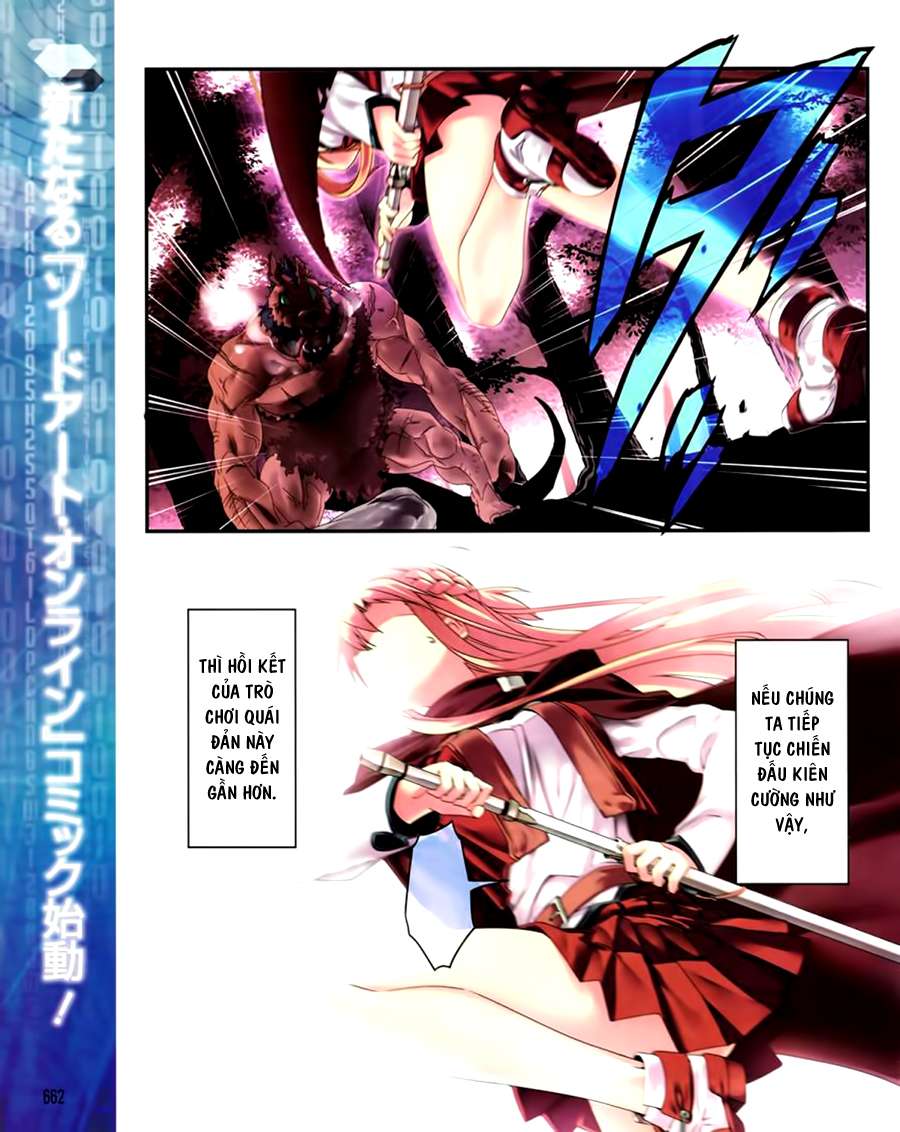 新たなるソードアート・オンラインコミック始動!
ダッ
NẾU CHÚNG
TA TIẾP
TỤC CHIẾN
ĐẤU KIÊN
CƯỜNG NHƯ
VẬY,
THÌ HỒI KẾT
CỦA TRÒ
CHƠI QUÁI
ĐẢN NÀY
CÀNG ĐẾN
GẦN HƠN.
662